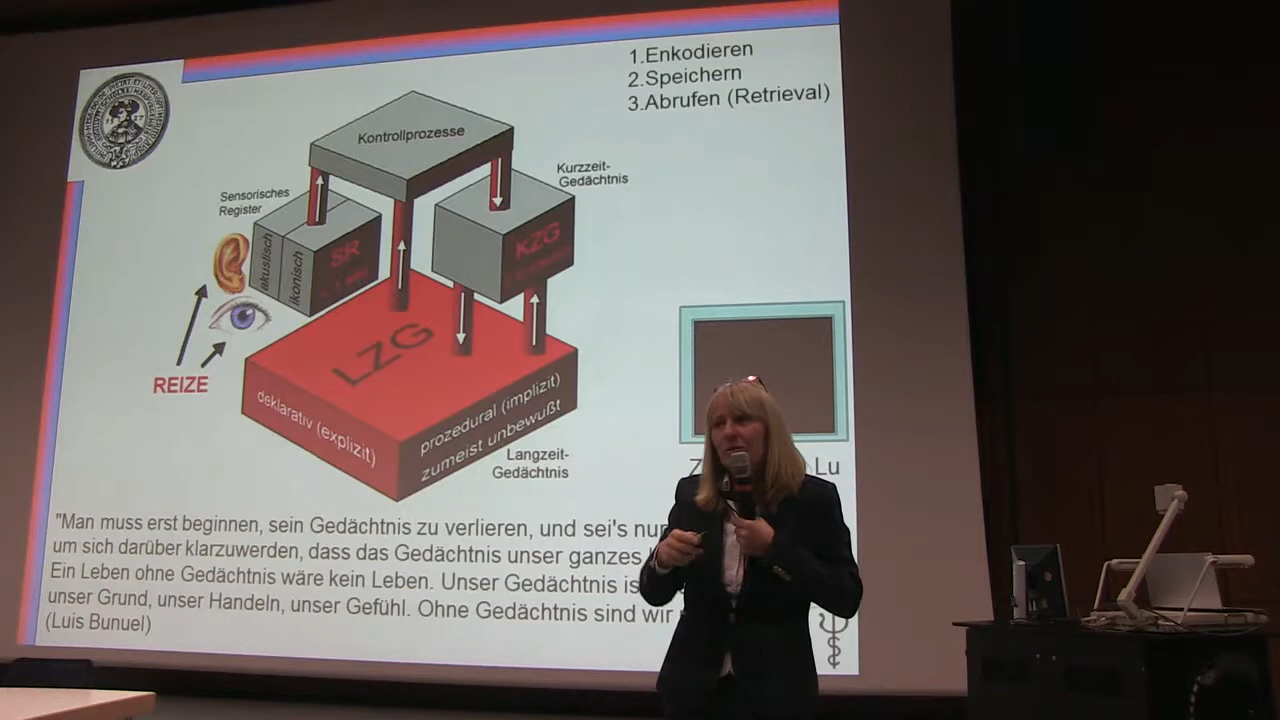 1.Enkodieren
2.Speichern
3.Abrufen (Retrieval)
Kontrollprozesse
Kurzzeit-
Gedächtnis
Sensorisches
Register
akustisch
ikonisch
SR
KZG
REIZE
LZG
deklarativ (explizit)
prozedural (implizit)
zumeist unbewußt
Langzeit-
Gedächtnis
Lu
"Man muss erst beginnen, sein Gedächtnis zu verlieren, und sei's nur
um sich darüber klarzuwerden, dass das Gedächtnis unser ganzes
Ein Leben ohne Gedächtnis wäre kein Leben. Unser Gedächtnis
unser Grund, unser Handeln, unser Gefühl. Ohne Gedächtnis sind wir
(Luis Bunuel)